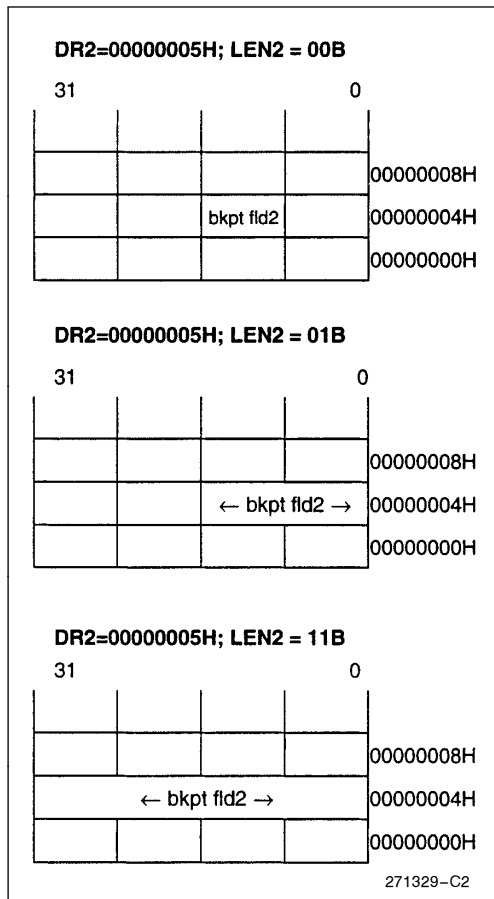 DR2=00000005H; LEN2 = 00B
31 0
00000008H
bkpt fld2 00000004H
00000000H
DR2=00000005H; LEN2 = 01B
31 0
00000008H
← bkpt fld2 → 00000004H
00000000H
DR2=00000005H; LEN2 = 11B
31 0
00000008H
← bkpt fld2 → 00000004H
00000000H
271329–C2